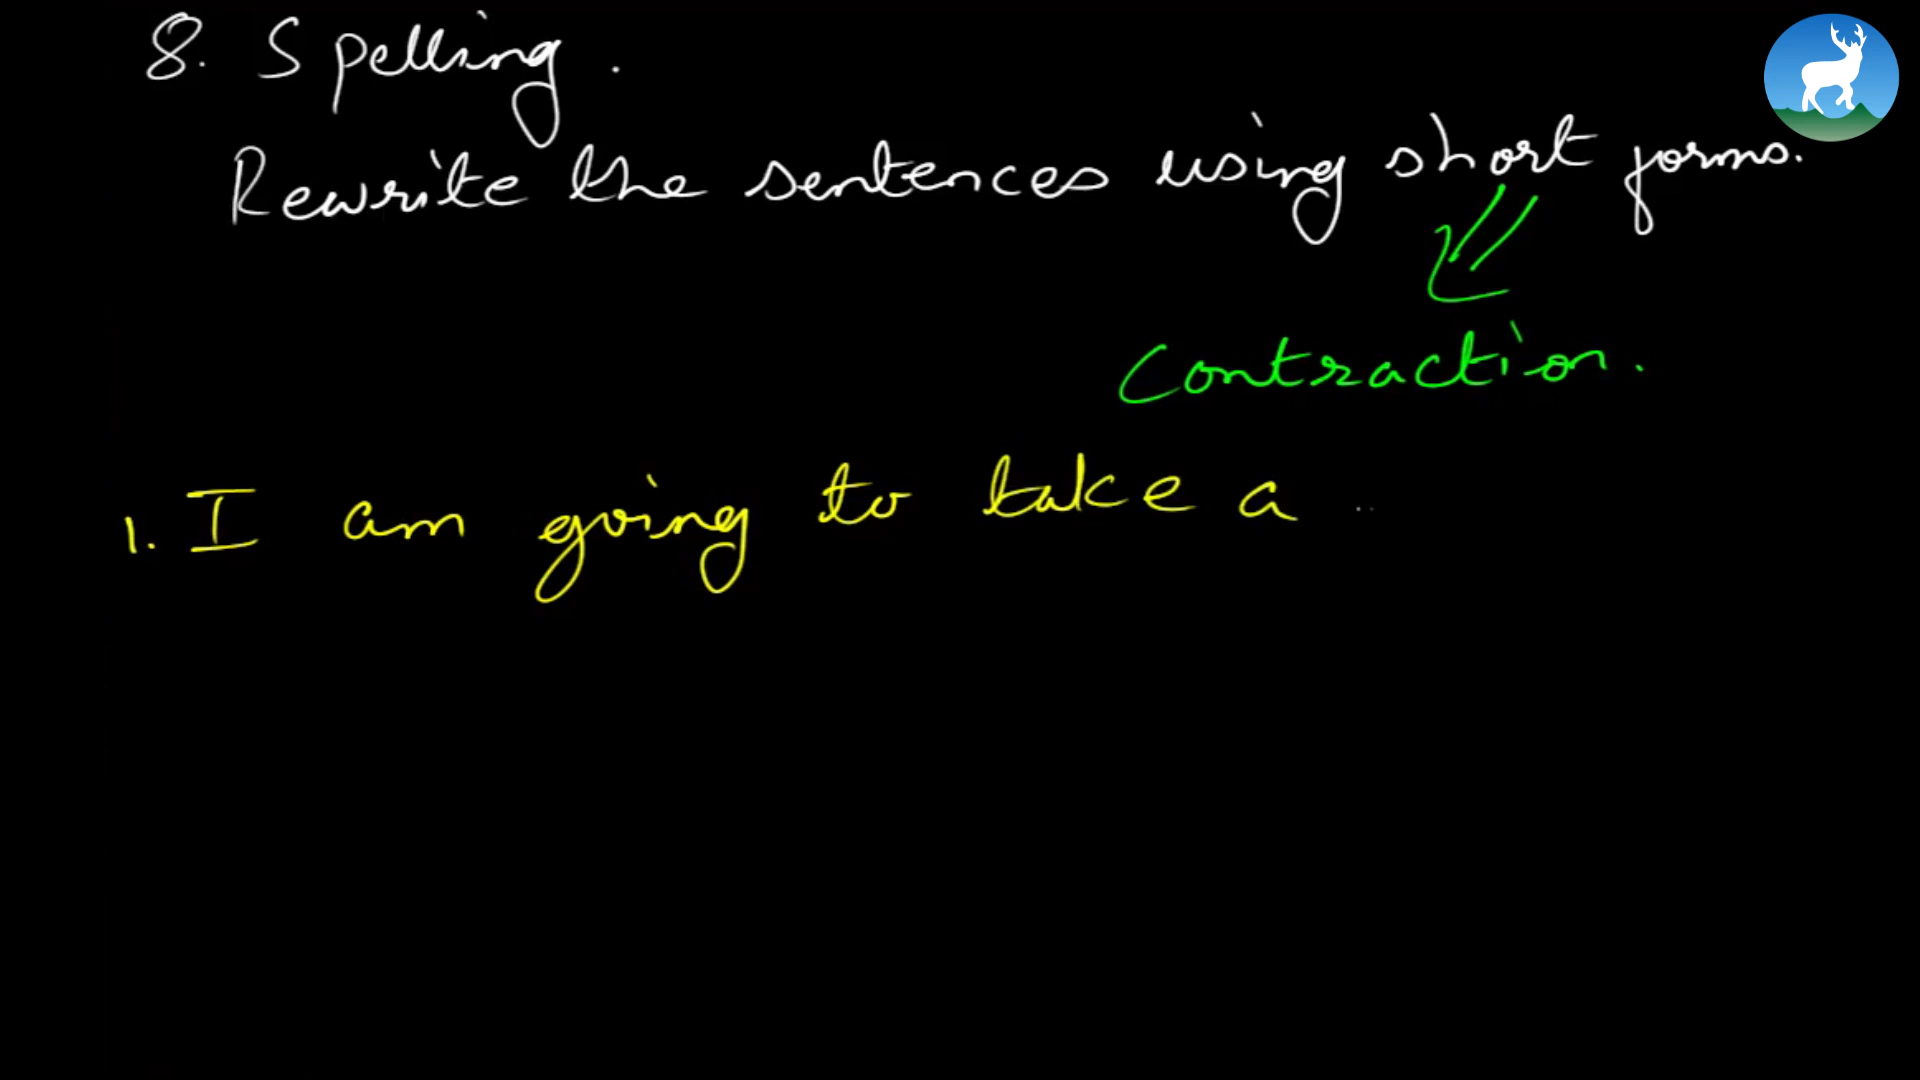 8. Spelling.
Rewrite the sentences using short forms.
Contraction.
1. I am going to take a